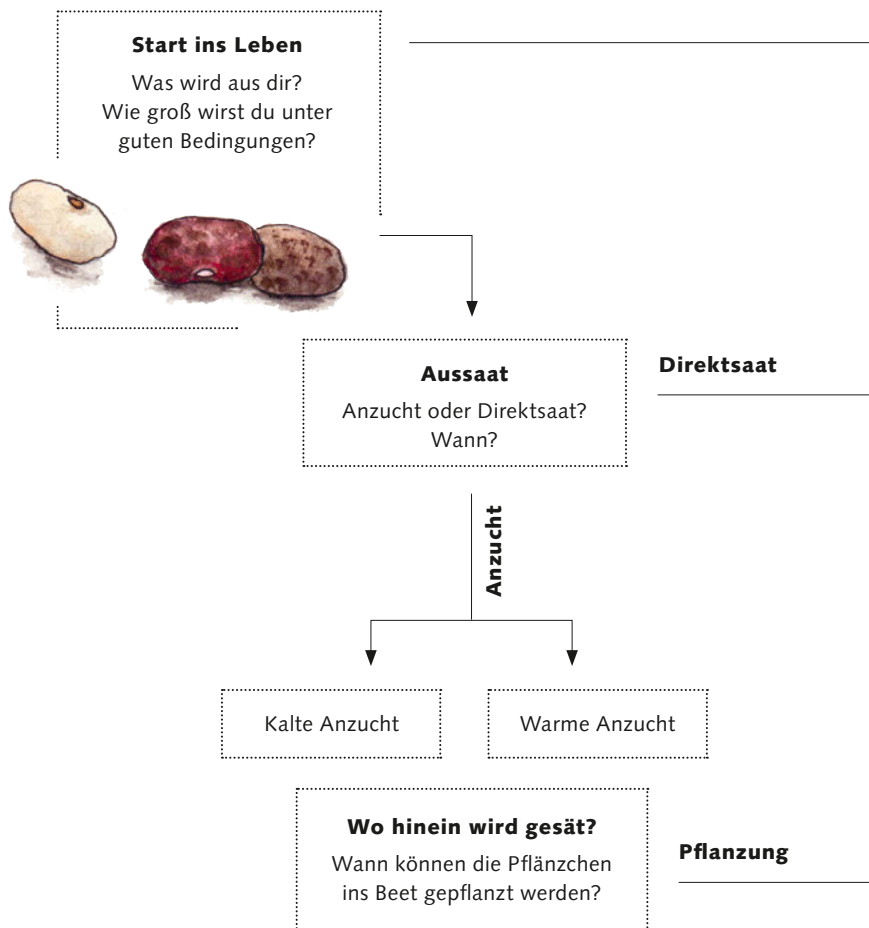 Start ins Leben
Was wird aus dir?
Wie groß wirst du unter
guten Bedingungen?
Aussaat
Anzucht oder Direktsaat?
Wann?
Direktsaat
Anzucht
Kalte Anzucht
Warme Anzucht
Wo hinein wird gesät?
Wann können die Pflänzchen
ins Beet gepflanzt werden?
Pflanzung